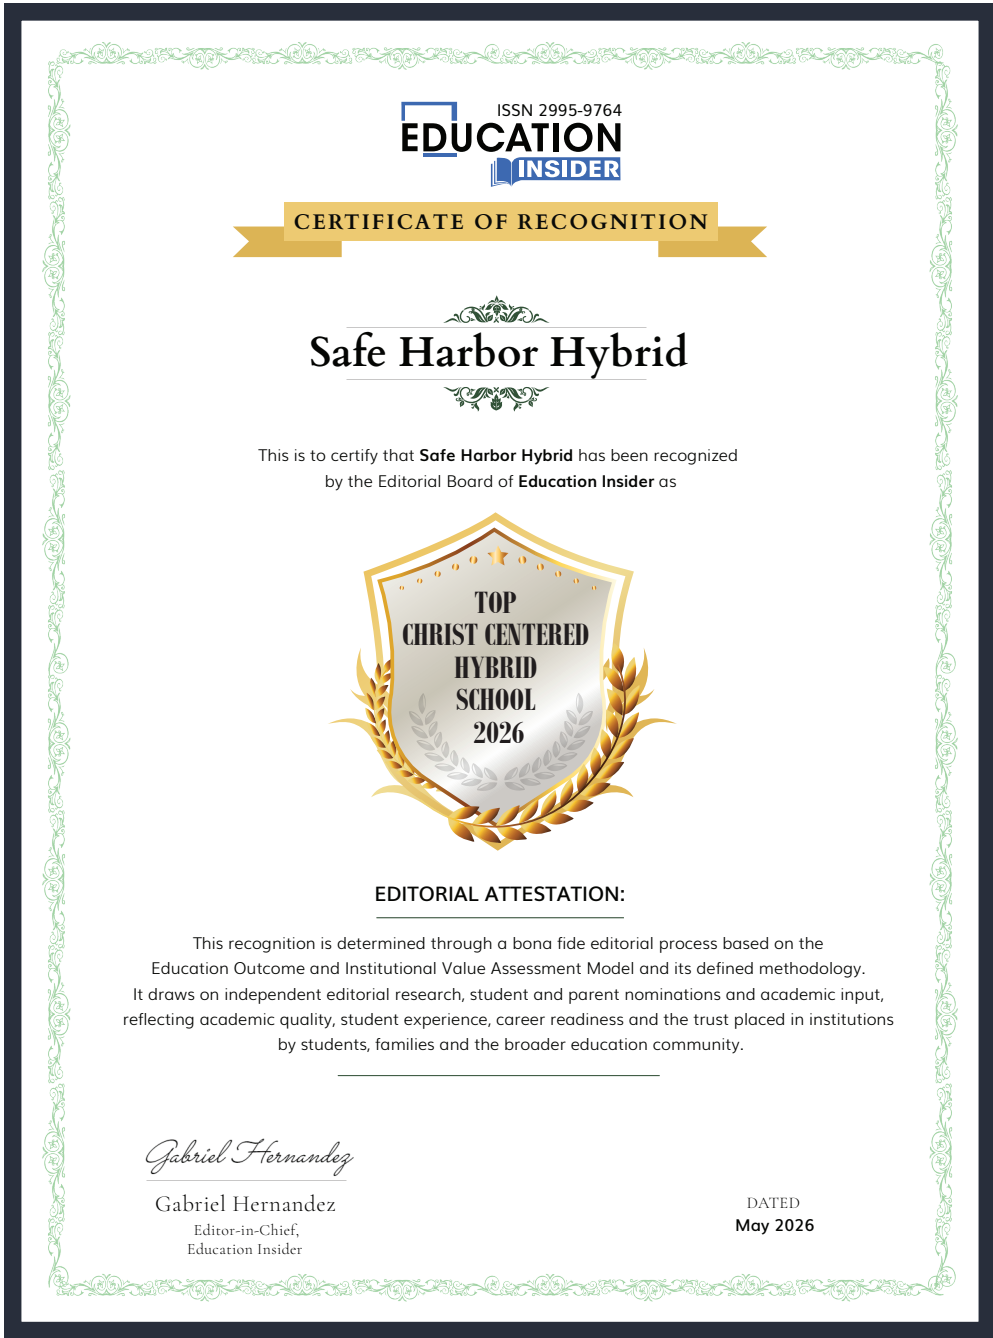 ISSN 2995-9764
EDUCATION
INSIDER
CERTIFICATE OF RECOGNITION
Safe Harbor Hybrid
This is to certify that Safe Harbor Hybrid has been recognized
by the Editorial Board of Education Insider as
TOP
CHRIST CENTERED
HYBRID
SCHOOL
2026
EDITORIAL ATTESTATION:
This recognition is determined through a bona fide editorial process based on the
Education Outcome and Institutional Value Assessment Model and its defined methodology.
It draws on independent editorial research, student and parent nominations and academic input,
reflecting academic quality, student experience, career readiness and the trust placed in institutions
by students, families and the broader education community.
Gabriel Hernandez
Gabriel Hernandez
Editor-in-Chief,
Education Insider
DATED
May 2026